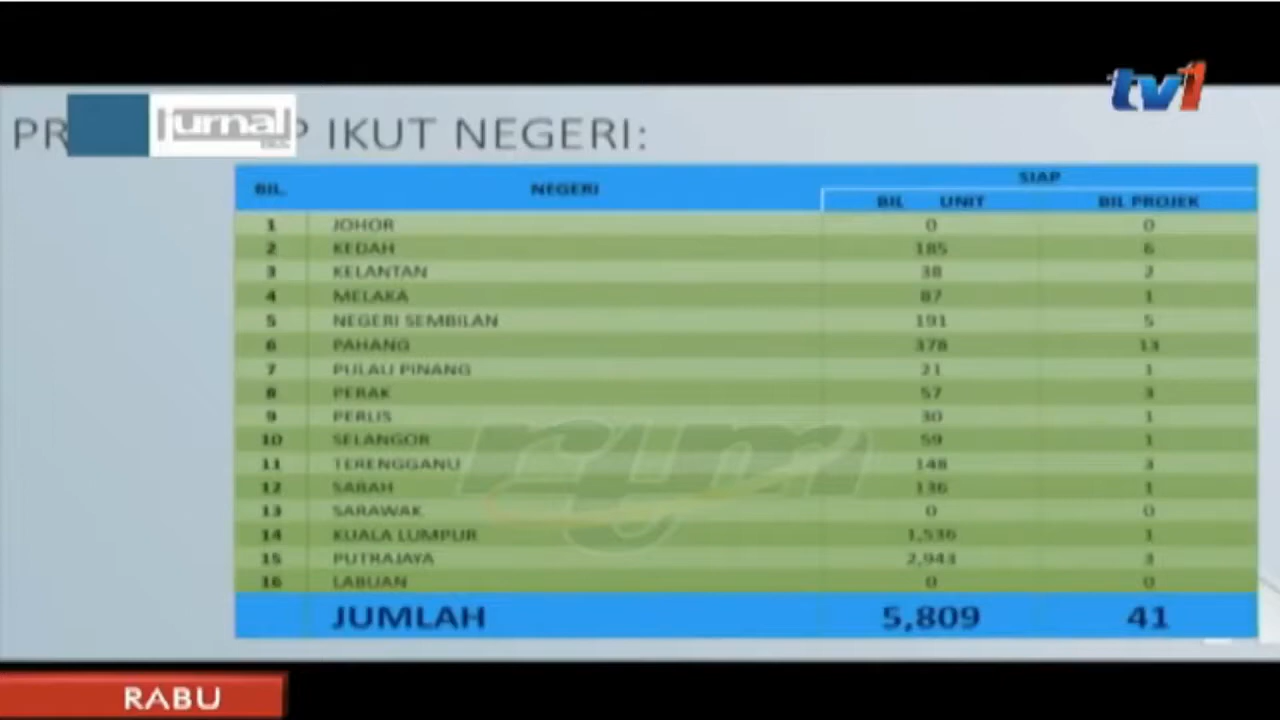 tv1
jurnal
IKUT NEGERI:
BIL. NEGERI SIAP
BIL UNIT BIL PROJEK
1 JOHOR 0 0
2 KEDAH 185 6
3 KELANTAN 38 2
4 MELAKA 87 1
5 NEGERI SEMBILAN 191 5
6 PAHANG 378 13
7 PULAU PINANG 21 1
8 PERAK 57 3
9 PERLIS 30 1
10 SELANGOR 59 1
11 TERENGGANU 148 3
12 SABAH 136 1
13 SARAWAK 0 0
14 KUALA LUMPUR 1,536 1
15 PUTRAJAYA 2,943 3
16 LABUAN 0 0
JUMLAH 5,809 41
RABU